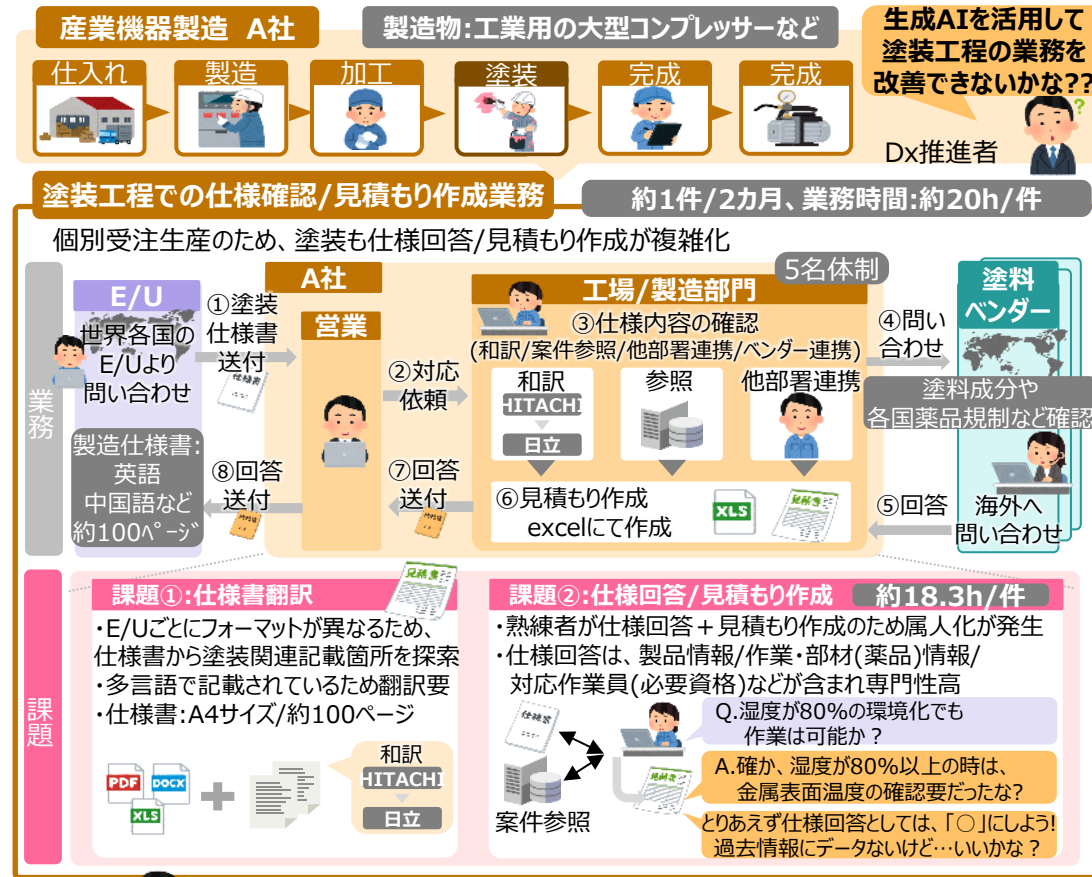 産業機器製造 A社
製造物:工業用の大型コンプレッサーなど
生成AIを活用して
塗装工程の業務を
改善できないかな??
仕入れ
製造
加工
塗装
完成
完成
?
Dx推進者
塗装工程での仕様確認/見積もり作成業務
約1件/2カ月、業務時間:約20h/件
個別受注生産のため、塗装も仕様回答/見積もり作成が複雑化
業務
E/U
世界各国の
E/Uより
問い合わせ
製造仕様書:
英語
中国語など
約100ページ
①塗装
仕様書
送付
仕様書
⑧回答
送付
A社
営業
②対応
依頼
⑦回答
送付
5名体制
工場/製造部門
③仕様内容の確認
(和訳/案件参照/他部署連携/ベンダー連携)
和訳
HITACHI
日立
参照
他部署連携
⑥見積もり作成
excelにて作成
XLS
見積書
④問い
合わせ
塗料
ベンダー
塗料成分や
各国薬品規制など確認
⑤回答
海外へ
問い合わせ
課題
課題①:仕様書翻訳
見積書
・E/Uごとにフォーマットが異なるため、
仕様書から塗装関連記載箇所を探索
・多言語で記載されているため翻訳要
・仕様書:A4サイズ/約100ページ
PDF
DOCX
XLS
和訳
HITACHI
日立
課題②:仕様回答/見積もり作成
約18.3h/件
・熟練者が仕様回答+見積もり作成のため属人化が発生
・仕様回答は、製品情報/作業・部材(薬品)情報/
対応作業員(必要資格)などが含まれ専門性高
仕様書
案件参照
見積書
Q.湿度が80%の環境化でも
作業は可能か？
A.確か、湿度が80%以上の時は、
金属表面温度の確認要だったな?
とりあえず仕様回答としては、「○」にしよう!
過去情報にデータないけど…いいかな？